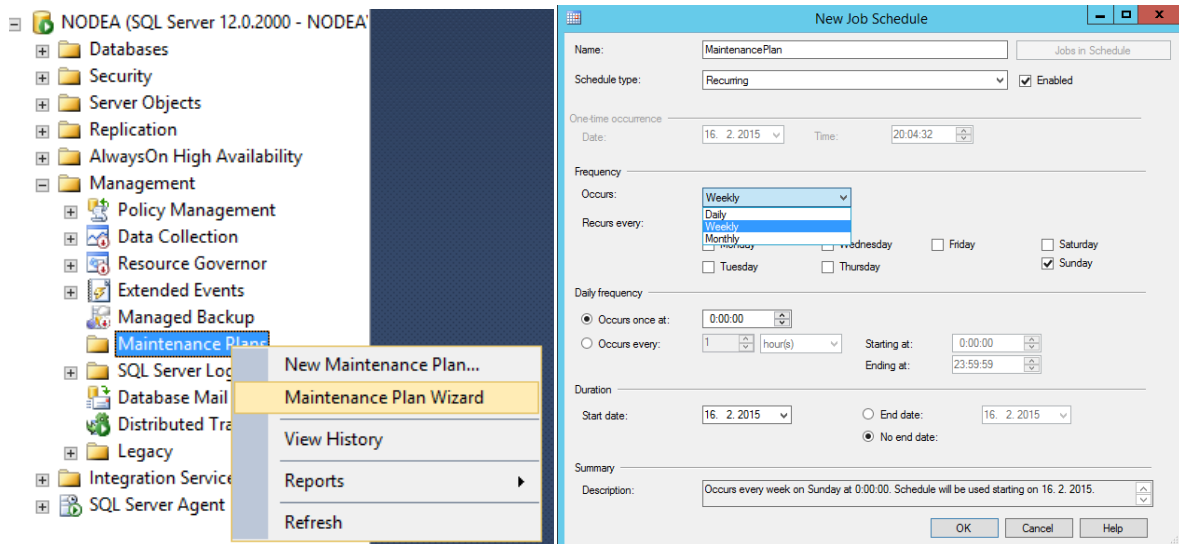 NODEA (SQL Server 12.0.2000 - NODEA\
Databases
Security
Server Objects
Replication
AlwaysOn High Availability
Management
Policy Management
Data Collection
Resource Governor
Extended Events
Managed Backup
Maintenance Plans
SQL Server Log
Database Mail
Distributed Tra
Legacy
Integration Service
SQL Server Agent
New Maintenance Plan...
Maintenance Plan Wizard
View History
Reports
Refresh
New Job Schedule
Name: MaintenancePlan Jobs in Schedule
Schedule type: Recurring Enabled
One-time occurrence
Date: 16. 2. 2015 Time: 20:04:32
Frequency
Occurs: Weekly
Daily
Recurs every: Weekly
Monthly
Monday Wednesday Friday Saturday
Tuesday Thursday Sunday
Daily frequency
Occurs once at: 0:00:00
Occurs every: 1 hour(s) Starting at: 0:00:00
Ending at: 23:59:59
Duration
Start date: 16. 2. 2015 End date: 16. 2. 2015
No end date:
Summary
Description: Occurs every week on Sunday at 0:00:00. Schedule will be used starting on 16. 2. 2015.
OK Cancel Help